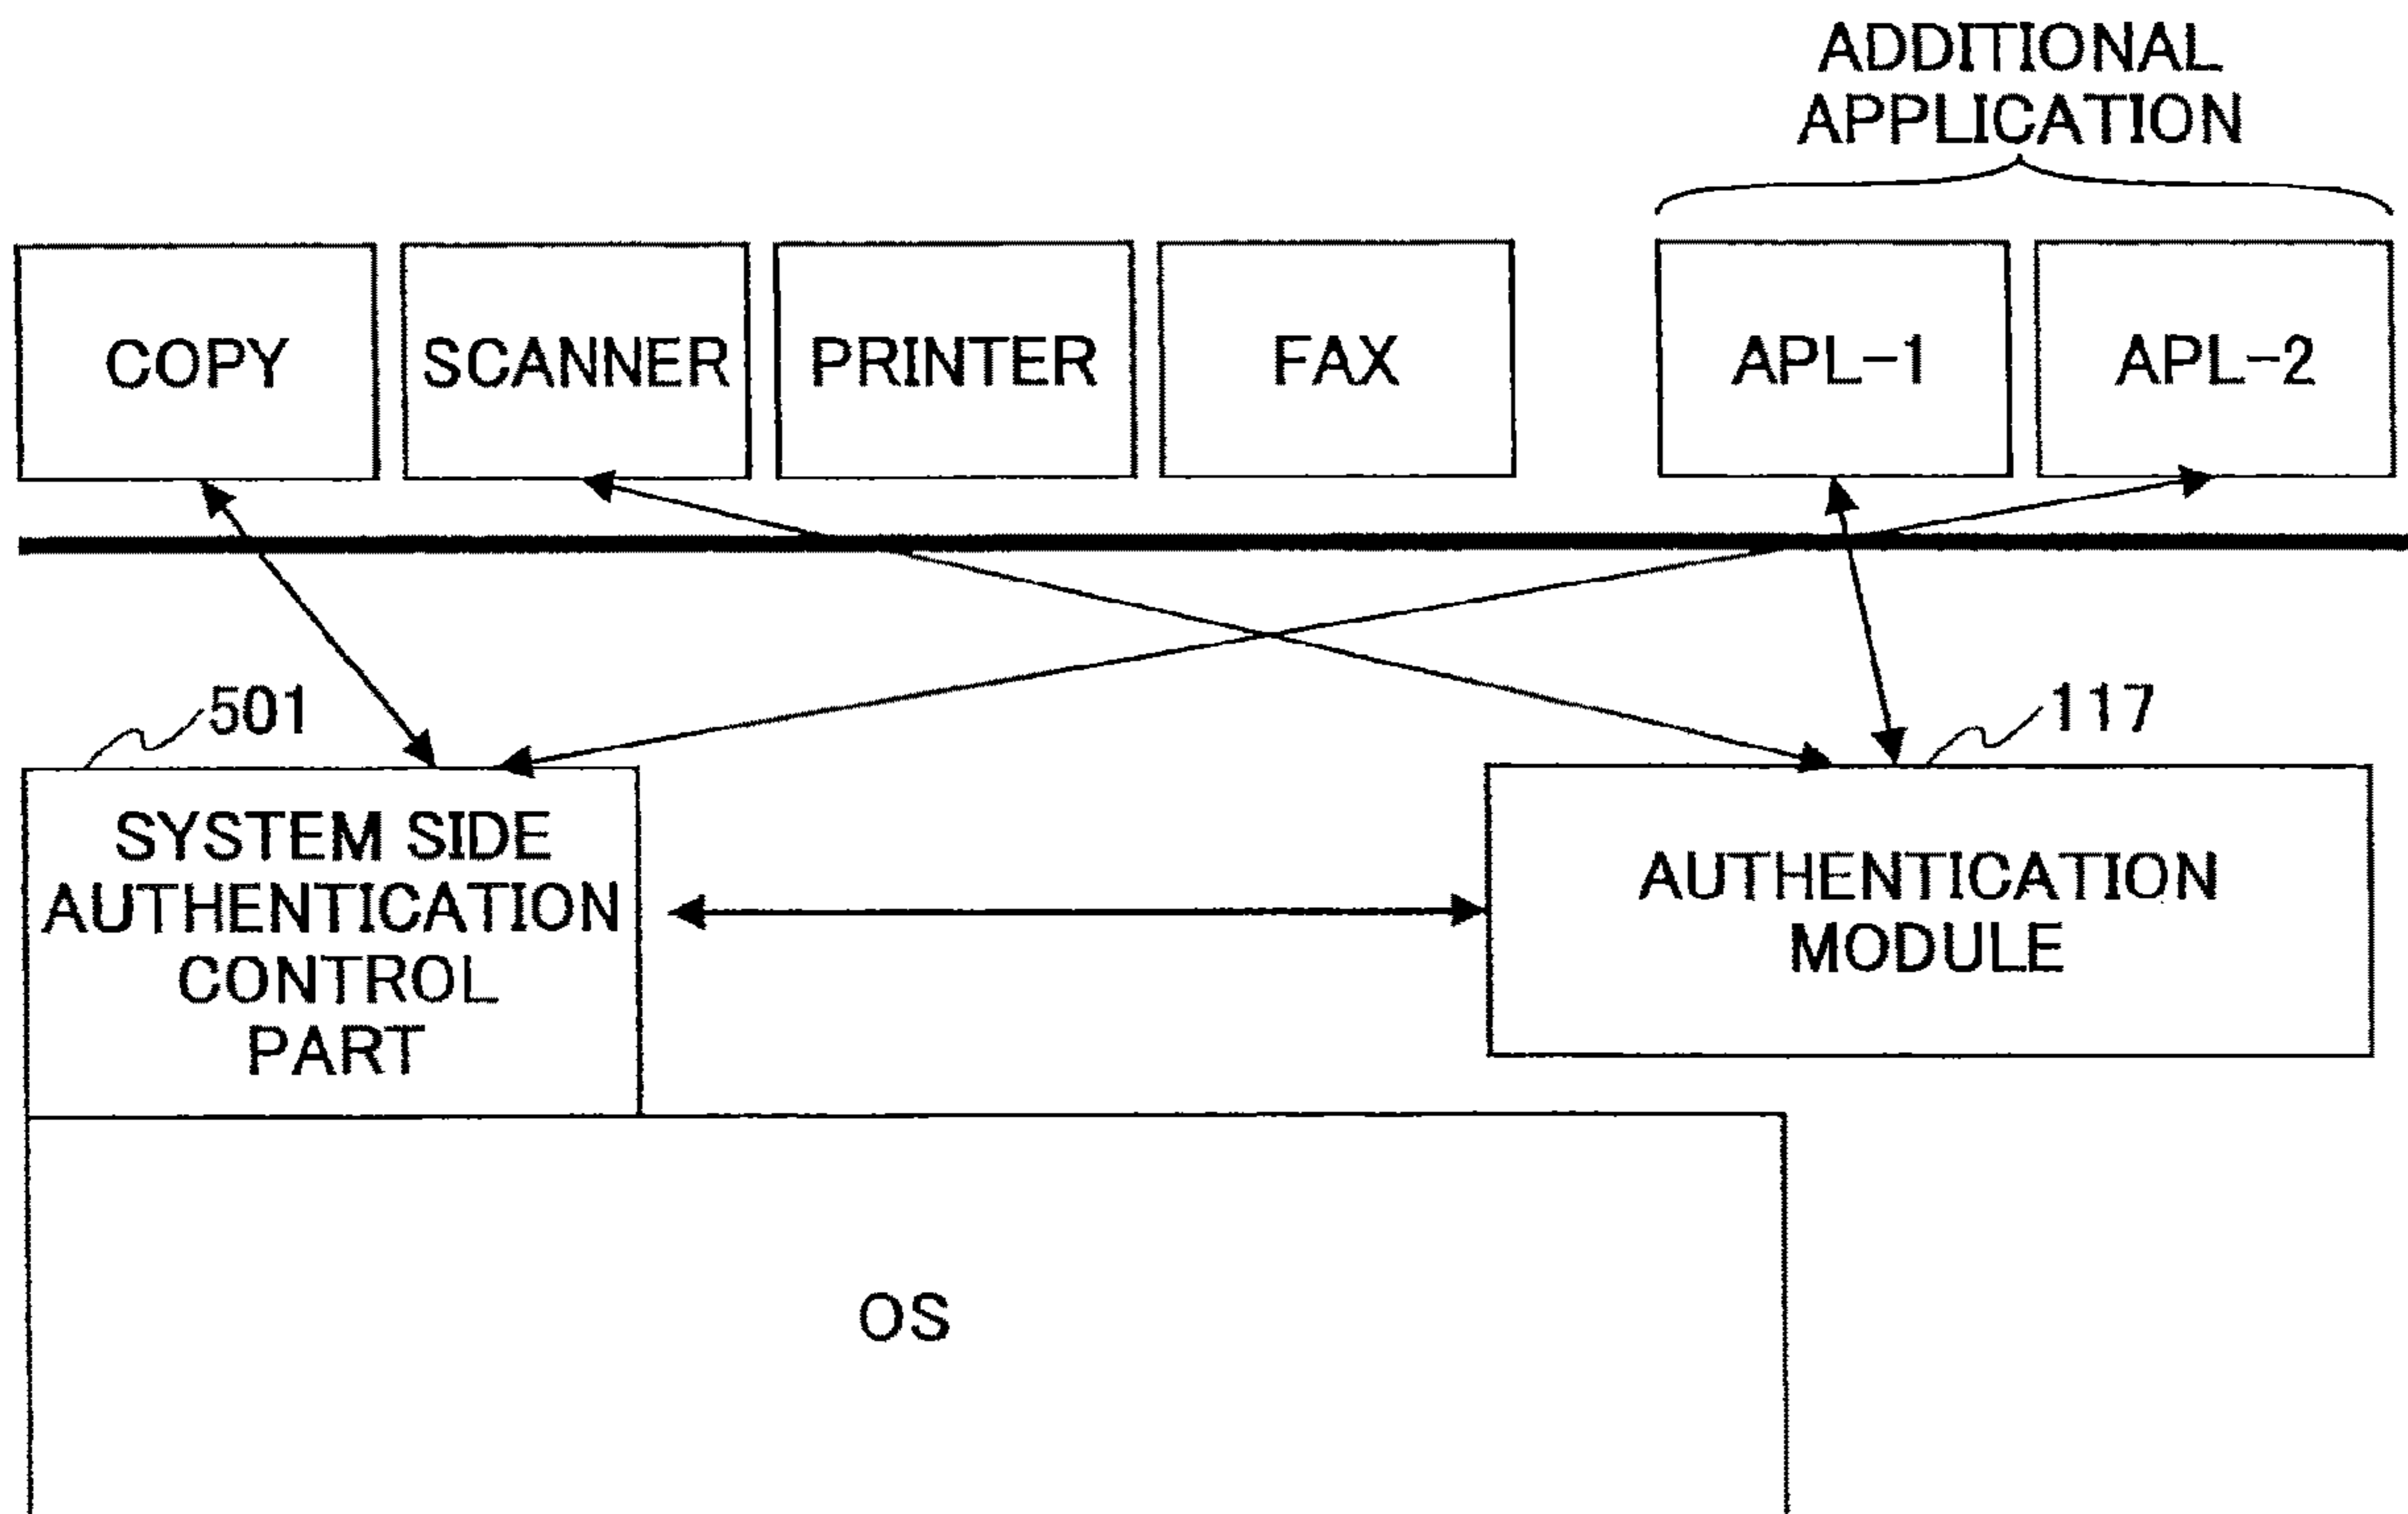 ADDITIONAL
APPLICATION
COPY
SCANNER
PRINTER
FAX
APL-1
APL-2
501
117
SYSTEM SIDE
AUTHENTICATION
CONTROL
PART
AUTHENTICATION
MODULE
OS